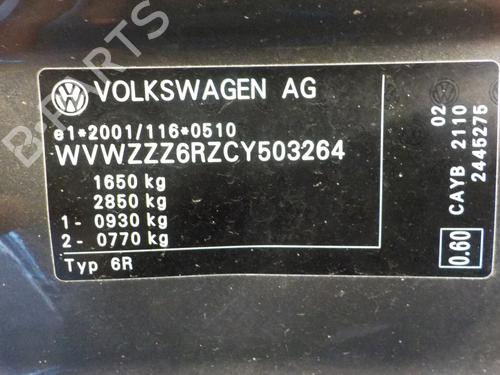 VOLKSWAGEN AG
e1*2001/116*0510
WVWZZZ6RZCY503264
1650 kg
2850 kg
1- 0930 kg
2- 0770 kg
Typ 6R
02
CAYB 2110
0.60 2445275
B-PARTS